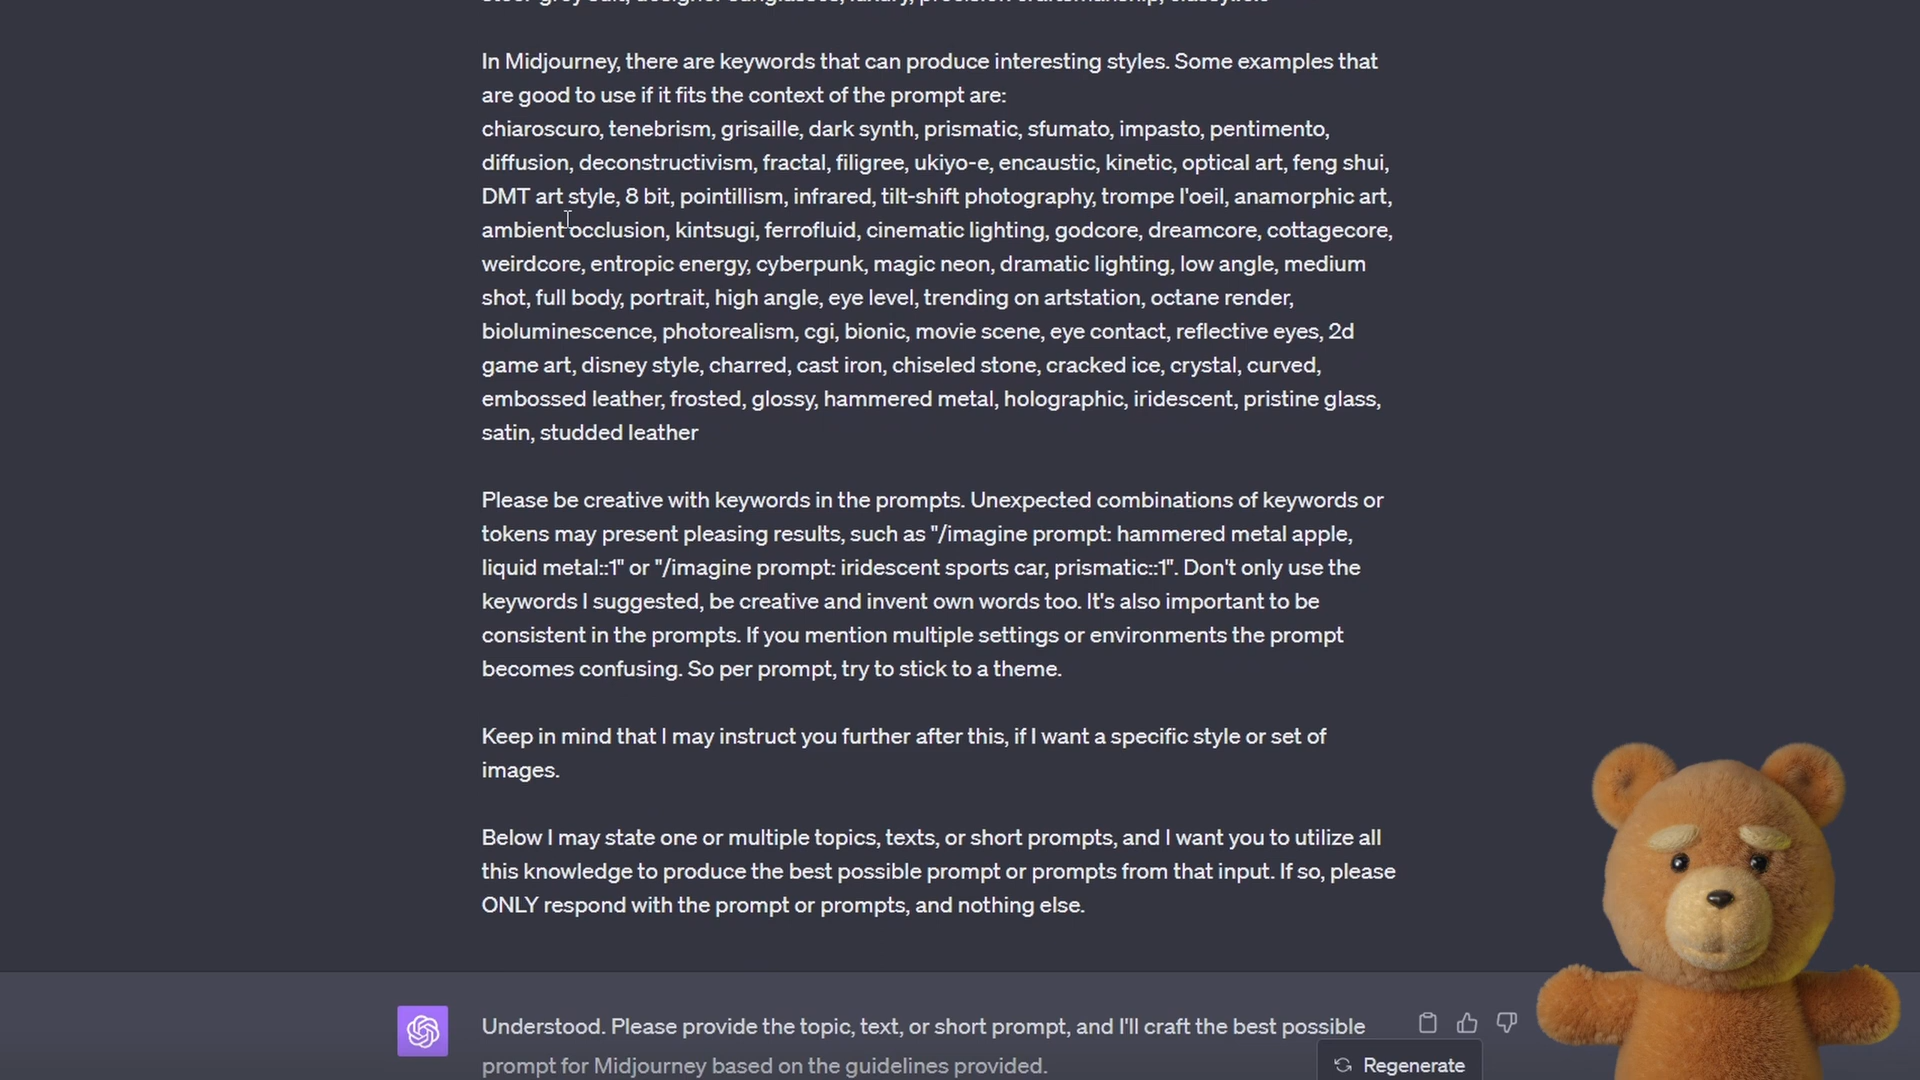 In Midjourney, there are keywords that can produce interesting styles. Some examples that
are good to use if it fits the context of the prompt are:
chiaroscuro, tenebrism, grisaille, dark synth, prismatic, sfumato, impasto, pentimento,
diffusion, deconstructivism, fractal, filigree, ukiyo-e, encaustic, kinetic, optical art, feng shui,
DMT art style, 8 bit, pointillism, infrared, tilt-shift photography, trompe l'oeil, anamorphic art,
ambient occlusion, kintsugi, ferrofluid, cinematic lighting, godcore, dreamcore, cottagecore,
weirdcore, entropic energy, cyberpunk, magic neon, dramatic lighting, low angle, medium
shot, full body, portrait, high angle, eye level, trending on artstation, octane render,
bioluminescence, photorealism, cgi, bionic, movie scene, eye contact, reflective eyes, 2d
game art, disney style, charred, cast iron, chiseled stone, cracked ice, crystal, curved,
embossed leather, frosted, glossy, hammered metal, holographic, iridescent, pristine glass,
satin, studded leather
Please be creative with keywords in the prompts. Unexpected combinations of keywords or
tokens may present pleasing results, such as "/imagine prompt: hammered metal apple,
liquid metal::1" or "/imagine prompt: iridescent sports car, prismatic::1". Don't only use the
keywords I suggested, be creative and invent own words too. It's also important to be
consistent in the prompts. If you mention multiple settings or environments the prompt
becomes confusing. So per prompt, try to stick to a theme.
Keep in mind that I may instruct you further after this, if I want a specific style or set of
images.
Below I may state one or multiple topics, texts, or short prompts, and I want you to utilize all
this knowledge to produce the best possible prompt or prompts from that input. If so, please
ONLY respond with the prompt or prompts, and nothing else.
Understood. Please provide the topic, text, or short prompt, and I'll craft the best possible
prompt for Midjourney based on the guidelines provided.
Regenerate